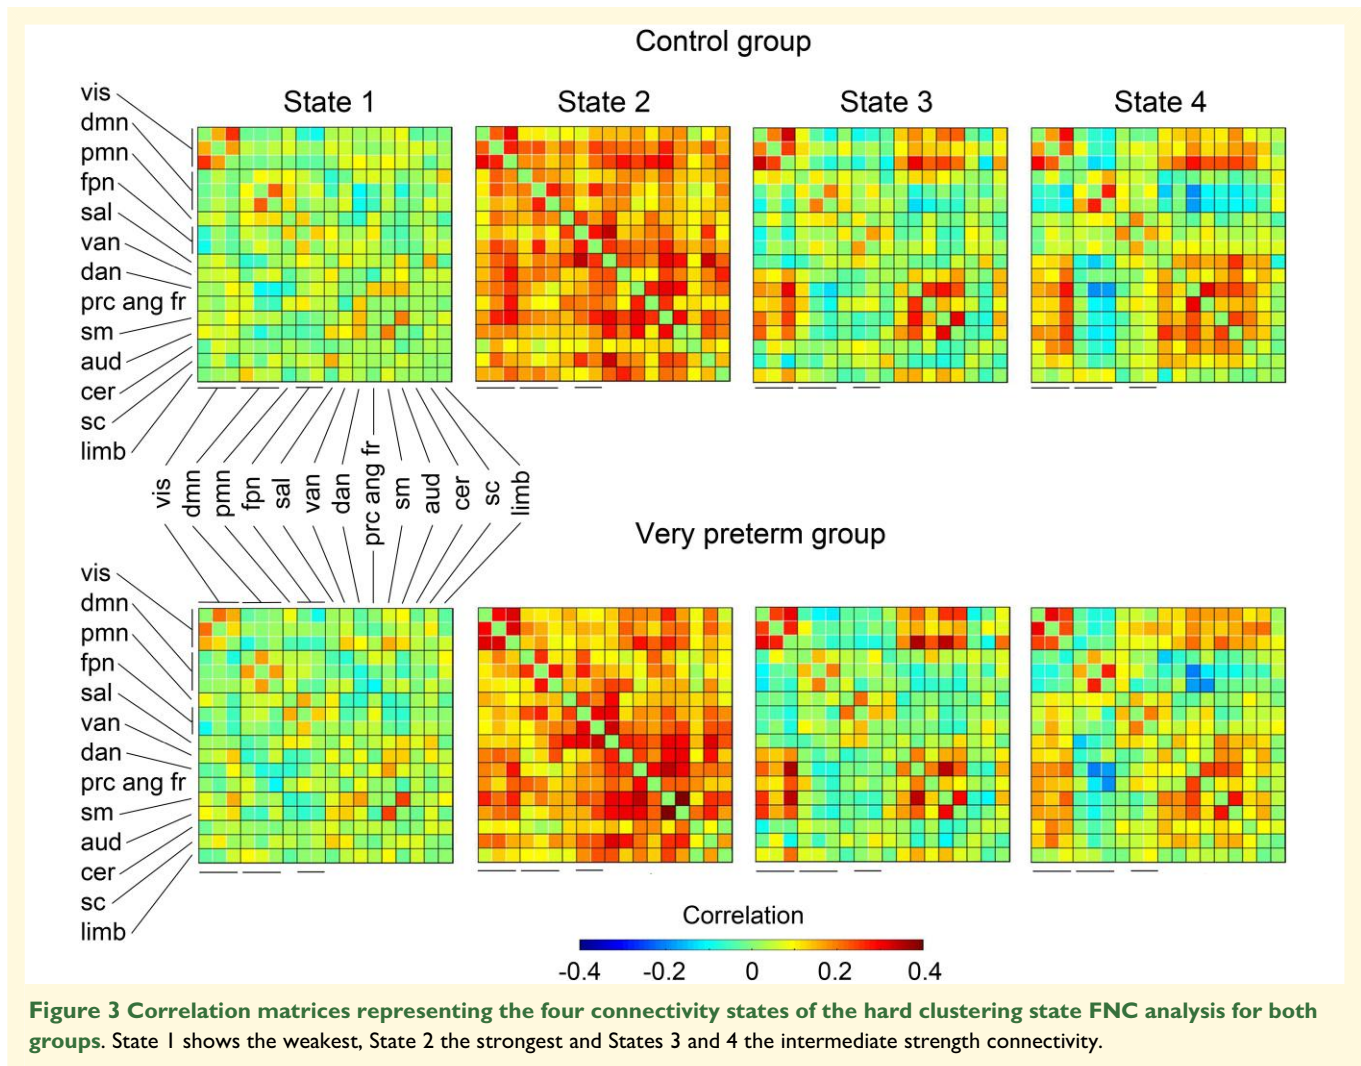 Control group
State 1
State 2
State 3
State 4
vis
dmn
pmn
fpn
sal
van
dan
prc ang fr
sm
aud
cer
sc
limb
vis
dmn
pmn
fpn
sal
van
dan
prc ang fr
sm
aud
cer
sc
limb
Very preterm group
vis
dmn
pmn
fpn
sal
van
dan
prc ang fr
sm
aud
cer
sc
limb
Correlation
-0.4 -0.2 0 0.2 0.4
Figure 3 Correlation matrices representing the four connectivity states of the hard clustering state FNC analysis for both
groups. State 1 shows the weakest, State 2 the strongest and States 3 and 4 the intermediate strength connectivity.